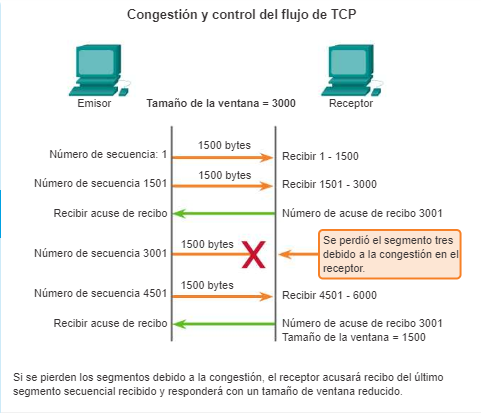 Congestión y control del flujo de TCP
Emisor
Tamaño de la ventana = 3000
Receptor
Número de secuencia: 1
1500 bytes
Recibir 1 - 1500
Número de secuencia 1501
1500 bytes
Recibir 1501 - 3000
Recibir acuse de recibo
Número de acuse de recibo 3001
Número de secuencia 3001
1500 bytes
Se perdió el segmento tres
debido a la congestión en el
receptor.
Número de secuencia 4501
1500 bytes
Recibir 4501 - 6000
Recibir acuse de recibo
Número de acuse de recibo 3001
Tamaño de la ventana = 1500
Si se pierden los segmentos debido a la congestión, el receptor acusará recibo del último
segmento secuencial recibido y responderá con un tamaño de ventana reducido.